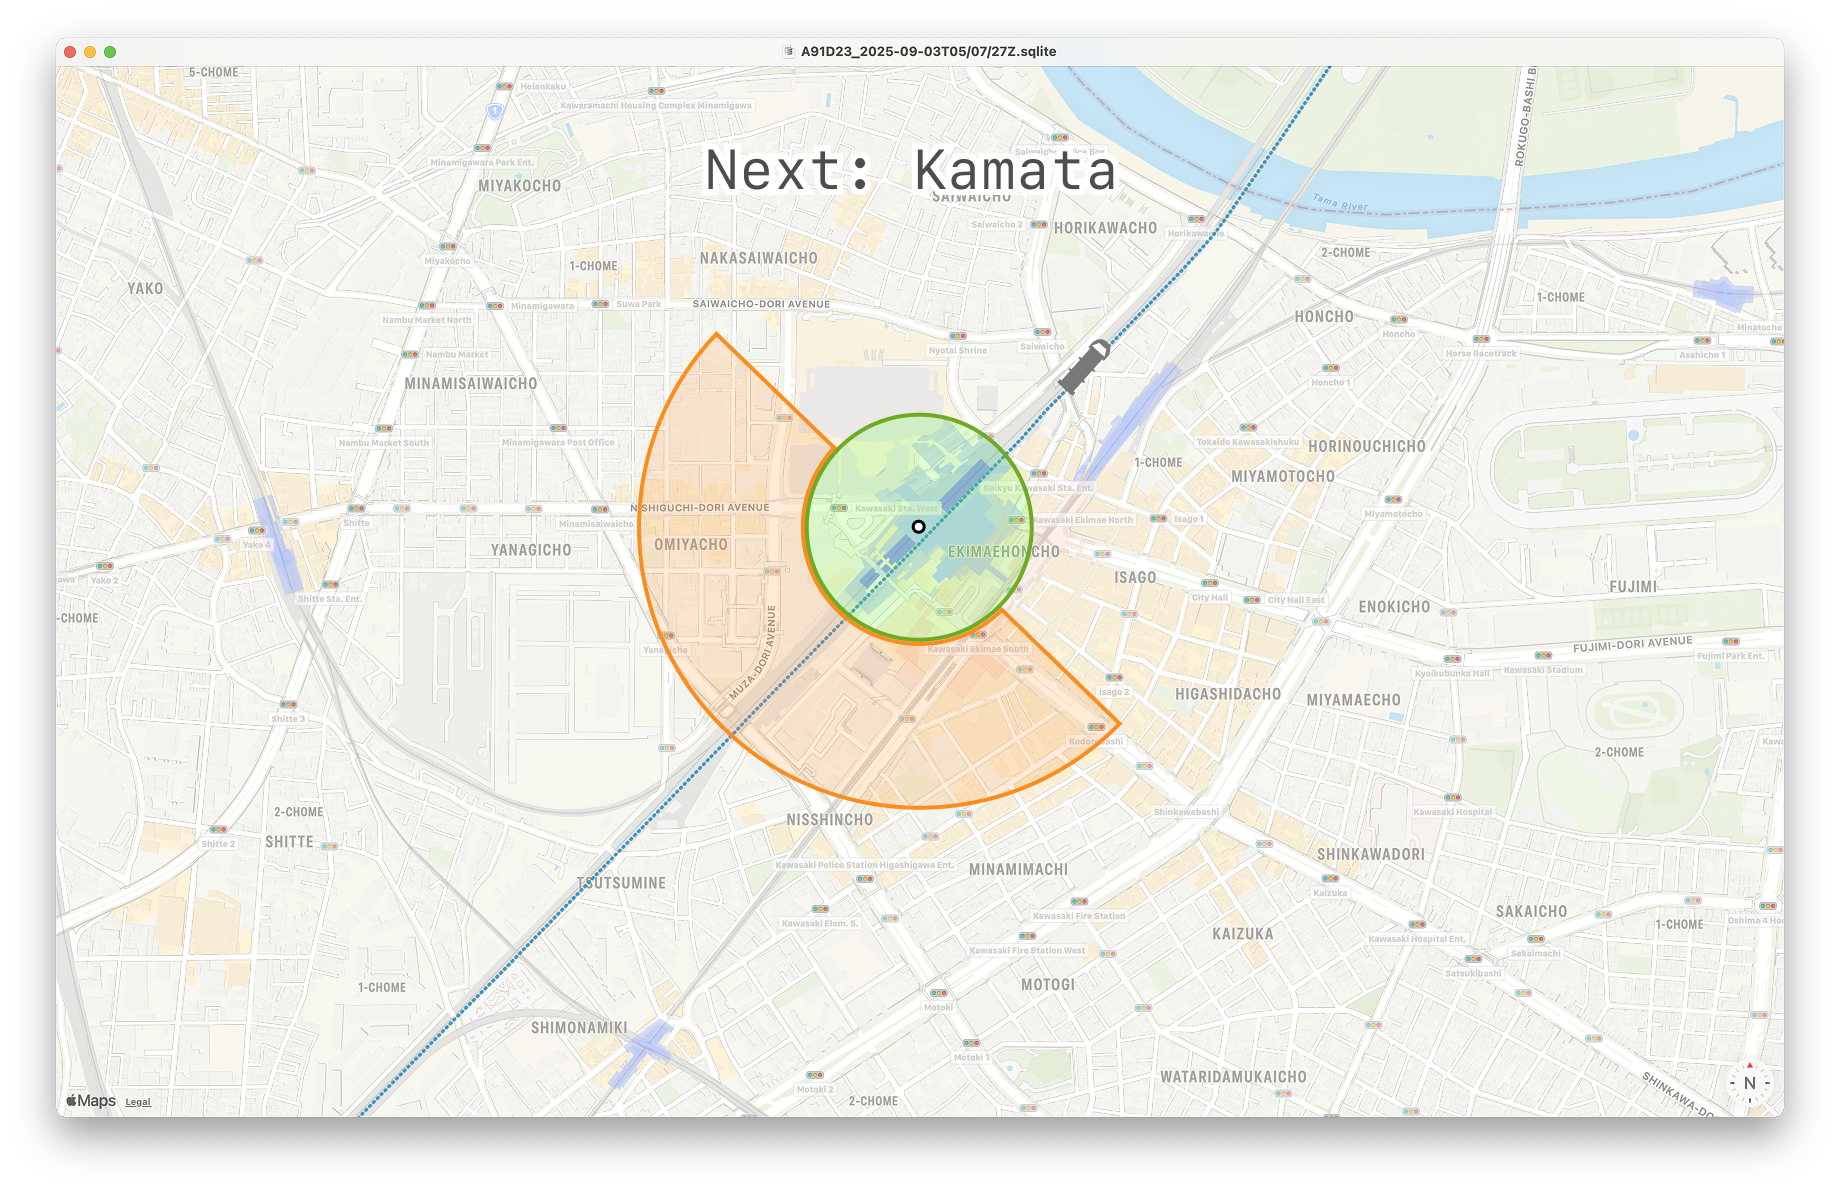 A91D23_2025-09-03T05/07/27Z.sqlite
5-CHOME
Heiankaku
Kawaramachi Housing Complex Minamigawa
1
ROKUGO-BASHI B
Minamigawa Park Ent.
Next: Kamata
MIYAKOCHO
SAIWAICHO
Tama River
Saiwaicho 2
HORIKAWACHO
Horikawacho
2-CHOME
Miyakocho
NAKASAIWAICHO
1-CHOME
YAKO
1-CHOME
Minamigawara
Suwa Park
SAIWAICHO-DORI AVENUE
HONCHO
Nambu Market North
Honcho
Minatocho
Nambu Market
Nyotai Shrine
Saiwaicho
Horse Racetrack
Asahicho 1
MINAMISAIWAICHO
Honcho 1
Nambu Market South
Minamigawara Post Office
Tokaido Kawasakishuku
HORINOUCHICHO
1-CHOME
MIYAMOTOCHO
Keikyu Kawasaki Sta. Ent.
NISHIGUCHI-DORI AVENUE
Kawasaki Sta. West
Miyamotocho
Shitte
Minamisaiwaicho
Kawasaki Ekimae North
Isago 1
Yako 4
YANAGICHO
OMIYACHO
EKIMAEHONCHO
Yako 2
ISAGO
FUJIMI
Shitte Sta. Ent.
City Hall
City Hall East
ENOKICHO
-CHOME
MUZA-DORI AVENUE
Yanagicho
Kawasaki Ekimae South
FUJIMI-DORI AVENUE
Kyoikubunka Hall
Kawasaki Stadium
Fujimi Park Ent.
Isago 2
HIGASHIDACHO
MIYAMAECHO
Shitte 3
2-CHOME
2-CHOME
NISSHINCHO
Shinkawabashi
Kawasaki Hospital
SHITTE
Shitte 2
Kawasaki Police Station Higashigawa Ent.
MINAMIMACHI
SHINKAWADORI
TSUTSUMINE
Kaizuka
Kawasaki Elem. S.
Kawasaki Fire Station
SAKAICHO
1-CHOME
KAIZUKA
Kawasaki Hospital Ent.
Kawasaki Fire Station West
Sakaimachi
Satsukibashi
1-CHOME
MOTOGI
Motoki
SHIMONAMIKI
Motoki 1
WATARIDAMUKAICHO
Motoki 2
SHINKAWA-DO
N
Maps
Legal
2-CHOME